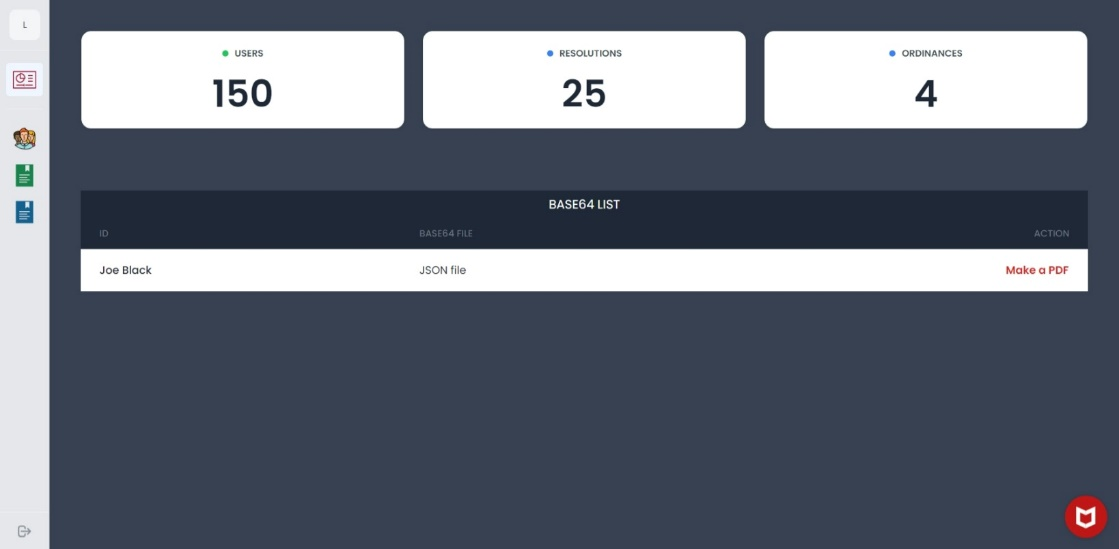 L
USERS
150
RESOLUTIONS
25
ORDINANCES
4
BASE64 LIST
ID BASE64 FILE ACTION
Joe Black JSON file Make a PDF